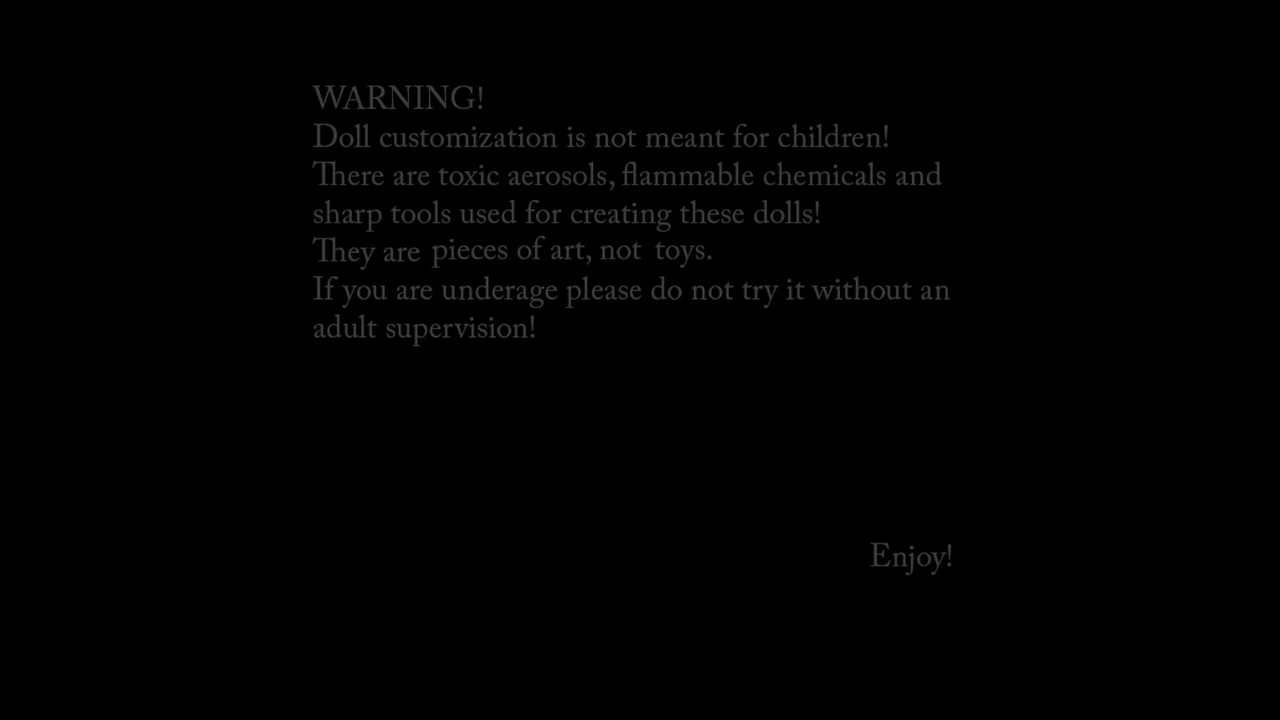 WARNING!
Doll customization is not meant for children!
There are toxic aerosols, flammable chemicals and
sharp tools used for creating these dolls!
They are pieces of art, not toys.
If you are underage please do not try it without an
adult supervision!
Enjoy!